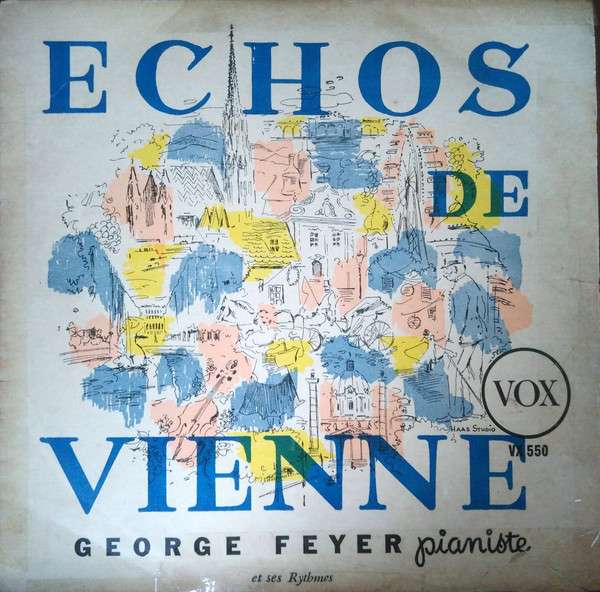 ECHOS
DE
VOX
VX 550
HAAS STUDIO
VIENNE
GEORGE FEYER pianiste
et ses Rythmes